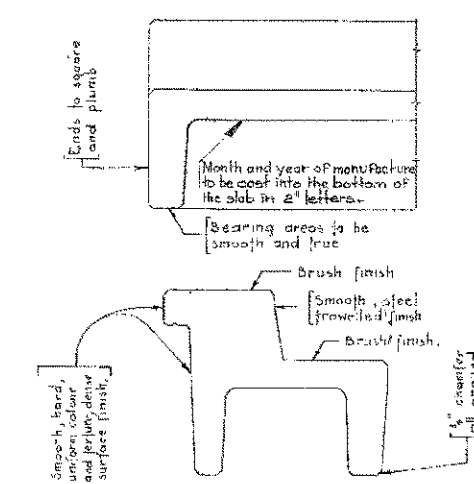 Ends to square
and plumb
Month and year of manufacture
to be cast into the bottom of
the slab in 2" letters.
Bearing areas to be
smooth and true
Brush finish
Smooth, steel
trowelled finish
Brush finish.
Smooth, hard,
uniform colour
and texture, dense
surface finish.
chamfer
all